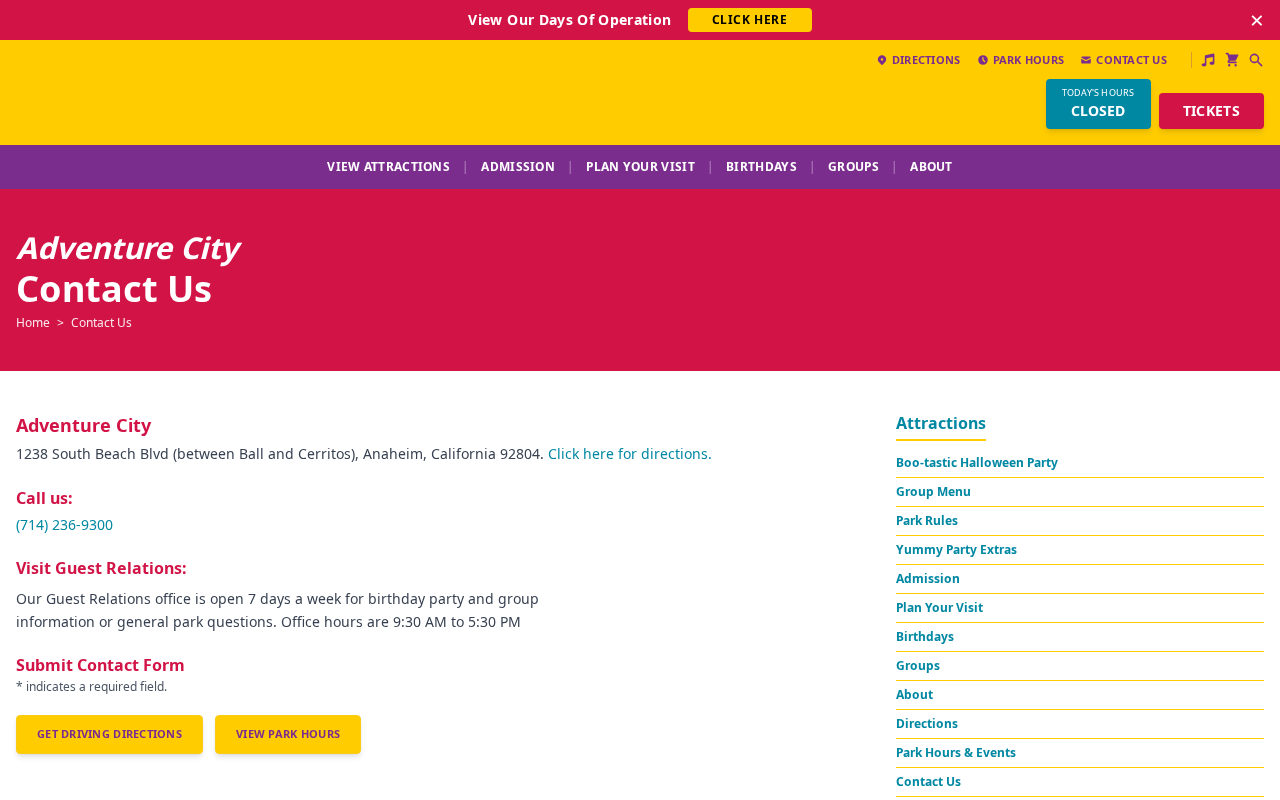 View Our Days Of Operation CLICK HERE
DIRECTIONS PARK HOURS CONTACT US
TODAY'S HOURS
CLOSED
TICKETS
VIEW ATTRACTIONS | ADMISSION | PLAN YOUR VISIT | BIRTHDAYS | GROUPS | ABOUT
Adventure City
Contact Us
Home > Contact Us
Adventure City
1238 South Beach Blvd (between Ball and Cerritos), Anaheim, California 92804. Click here for directions.
Call us:
(714) 236-9300
Visit Guest Relations:
Our Guest Relations office is open 7 days a week for birthday party and group
information or general park questions. Office hours are 9:30 AM to 5:30 PM
Submit Contact Form
* indicates a required field.
GET DRIVING DIRECTIONS VIEW PARK HOURS
Attractions
Boo-tastic Halloween Party
Group Menu
Park Rules
Yummy Party Extras
Admission
Plan Your Visit
Birthdays
Groups
About
Directions
Park Hours & Events
Contact Us